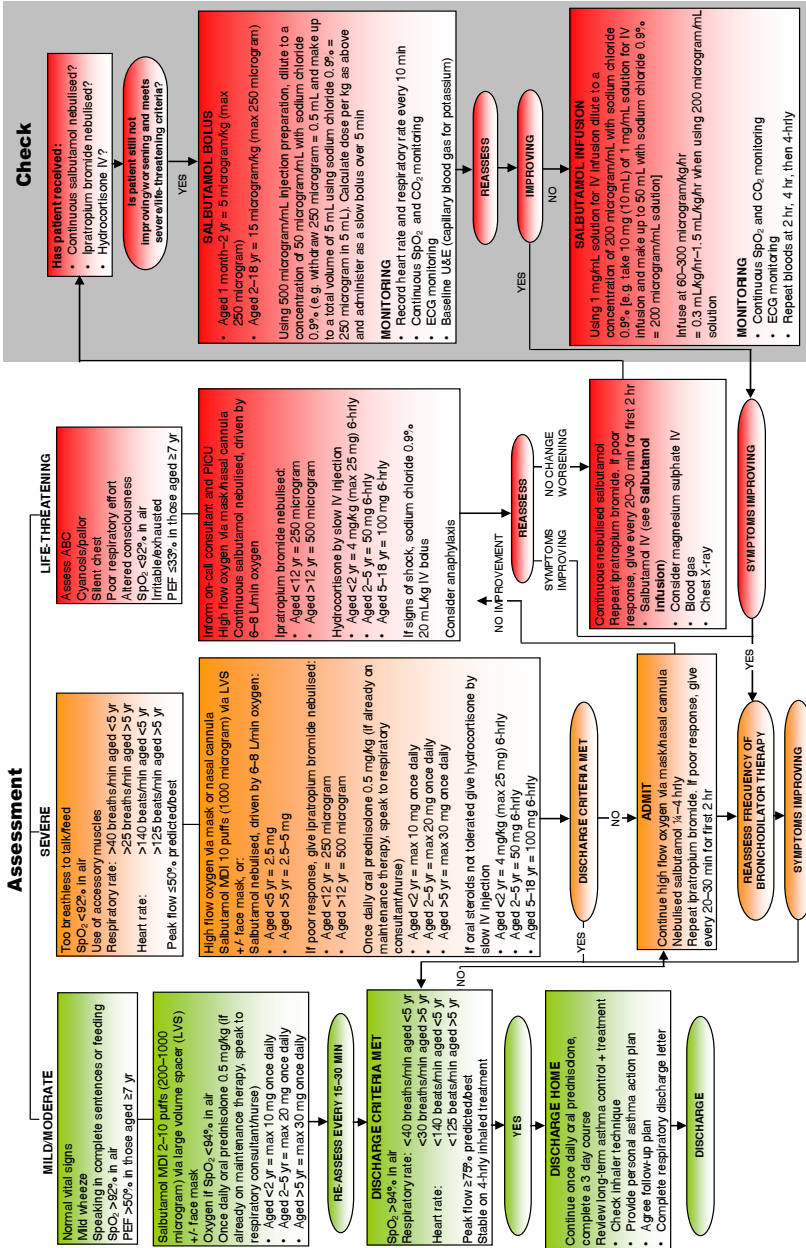 Assessment
MILD/MODERATE
Normal vital signs
Mild wheeze
Speaking in complete sentences or feeding
SpO₂ >92% in air
PEF >50% in those aged ≥7 yr
Salbutamol MDI 2–10 puffs (200–1000
microgram) via large volume spacer (LVS)
+/- face mask
Oxygen if SpO₂ <94% in air
Once daily oral prednisolone 0.5 mg/kg (if
already on maintenance therapy, speak to
respiratory consultant/nurse)
• Aged <2 yr = max 10 mg once daily
• Aged 2–5 yr = max 20 mg once daily
• Aged >5 yr = max 30 mg once daily
RE-ASSESS EVERY 15–30 MIN
DISCHARGE CRITERIA MET
SpO₂ >94% in air
Respiratory rate: <40 breaths/min aged <5 yr
<30 breaths/min aged >5 yr
Heart rate: <140 beats/min aged <5 yr
<125 beats/min aged >5 yr
Peak flow ≥75% predicted/best
Stable on 4-hrly inhaled treatment
YES
DISCHARGE HOME
Continue once daily oral prednisolone,
complete a 3 day course
Review long-term asthma control + treatment
• Check inhaler technique
• Provide personal asthma action plan
• Agree follow-up plan
• Complete respiratory discharge letter
DISCHARGE
SEVERE
Too breathless to talk/feed
SpO₂ <92% in air
Use of accessory muscles
Respiratory rate: >40 breaths/min aged <5 yr
>25 breaths/min aged >5 yr
Heart rate: >140 beats/min aged <5 yr
>125 beats/min aged >5 yr
Peak flow ≤50% predicted/best
High flow oxygen via mask or nasal cannula
Salbutamol MDI 10 puffs (1000 microgram) via LVS
+/- face mask, or:
Salbutamol nebulised, driven by 6–8 L/min oxygen:
• Aged <5 yr = 2.5 mg
• Aged >5 yr = 2.5–5 mg
If poor response, give ipratropium bromide nebulised:
• Aged <12 yr = 250 microgram
• Aged >12 yr = 500 microgram
Once daily oral prednisolone 0.5 mg/kg (if already on
maintenance therapy, speak to respiratory
consultant/nurse)
• Aged <2 yr = max 10 mg once daily
• Aged 2–5 yr = max 20 mg once daily
• Aged >5 yr = max 30 mg once daily
If oral steroids not tolerated give hydrocortisone by
slow IV injection
• Aged <2 yr = 4 mg/kg (max 25 mg) 6-hrly
• Aged 2–5 yr = 50 mg 6-hrly
• Aged 5–18 yr = 100 mg 6-hrly
DISCHARGE CRITERIA MET
YES
NO
NO
ADMIT
Continue high flow oxygen via mask/nasal cannula
Nebulised salbutamol ¼–4 hrly
Repeat ipratropium bromide. If poor response, give
every 20–30 min for first 2 hr
REASSESS FREQUENCY OF
BRONCHODILATOR THERAPY
SYMPTOMS IMPROVING
LIFE-THREATENING
Assess ABC
Cyanosis/pallor
Silent chest
Poor respiratory effort
Altered consciousness
SpO₂ <92% in air
Irritable/exhausted
PEF ≤33% in those aged ≥7 yr
Inform on-call consultant and PICU
High flow oxygen via mask/nasal cannula
Continuous salbutamol nebulised, driven by
6–8 L/min oxygen
Ipratropium bromide nebulised:
• Aged <12 yr = 250 microgram
• Aged >12 yr = 500 microgram
Hydrocortisone by slow IV injection
• Aged <2 yr = 4 mg/kg (max 25 mg) 6-hrly
• Aged 2–5 yr = 50 mg 6-hrly
• Aged 5–18 yr = 100 mg 6-hrly
If signs of shock, sodium chloride 0.9%
20 mL/kg IV bolus
Consider anaphylaxis
NO IMPROVEMENT
REASSESS
SYMPTOMS
IMPROVING
NO CHANGE
WORSENING
Continuous nebulised salbutamol
Repeat ipratropium bromide. If poor
response, give every 20–30 min for first 2 hr
• Salbutamol IV (see Salbutamol
infusion)
• Consider magnesium sulphate IV
• Blood gas
• Chest X-ray
YES
SYMPTOMS IMPROVING
Check
Has patient received:
• Continuous salbutamol nebulised?
• Ipratropium bromide nebulised?
• Hydrocortisone IV?
Is patient still not
improving/worsening and meets
severe/life-threatening criteria?
YES
SALBUTAMOL BOLUS
• Aged 1 month–2 yr = 5 microgram/kg (max
250 microgram)
• Aged 2–18 yr = 15 microgram/kg (max 250 microgram)
Using 500 microgram/mL injection preparation, dilute to a
concentration of 50 microgram/mL with sodium chloride
0.9% (e.g. withdraw 250 microgram = 0.5 mL and make up
to a total volume of 5 mL using sodium chloride 0.9% =
250 microgram in 5 mL). Calculate dose per kg as above
and administer as a slow bolus over 5 min
MONITORING
• Record heart rate and respiratory rate every 10 min
• Continuous SpO₂ and CO₂ monitoring
• ECG monitoring
• Baseline U&E (capillary blood gas for potassium)
REASSESS
IMPROVING
YES
NO
SALBUTAMOL INFUSION
Using 1 mg/mL solution for IV infusion dilute to a
concentration of 200 microgram/mL with sodium chloride
0.9% [e.g. take 10 mg (10 mL) of 1 mg/mL solution for IV
infusion and make up to 50 mL with sodium chloride 0.9%
= 200 microgram/mL solution]
Infuse at 60–300 microgram/kg/hr
= 0.3 mL/kg/hr–1.5 mL/kg/hr when using 200 microgram/mL
solution
MONITORING
• Continuous SpO₂ and CO₂ monitoring
• ECG monitoring
• Repeat bloods at 2 hr, 4 hr, then 4-hrly